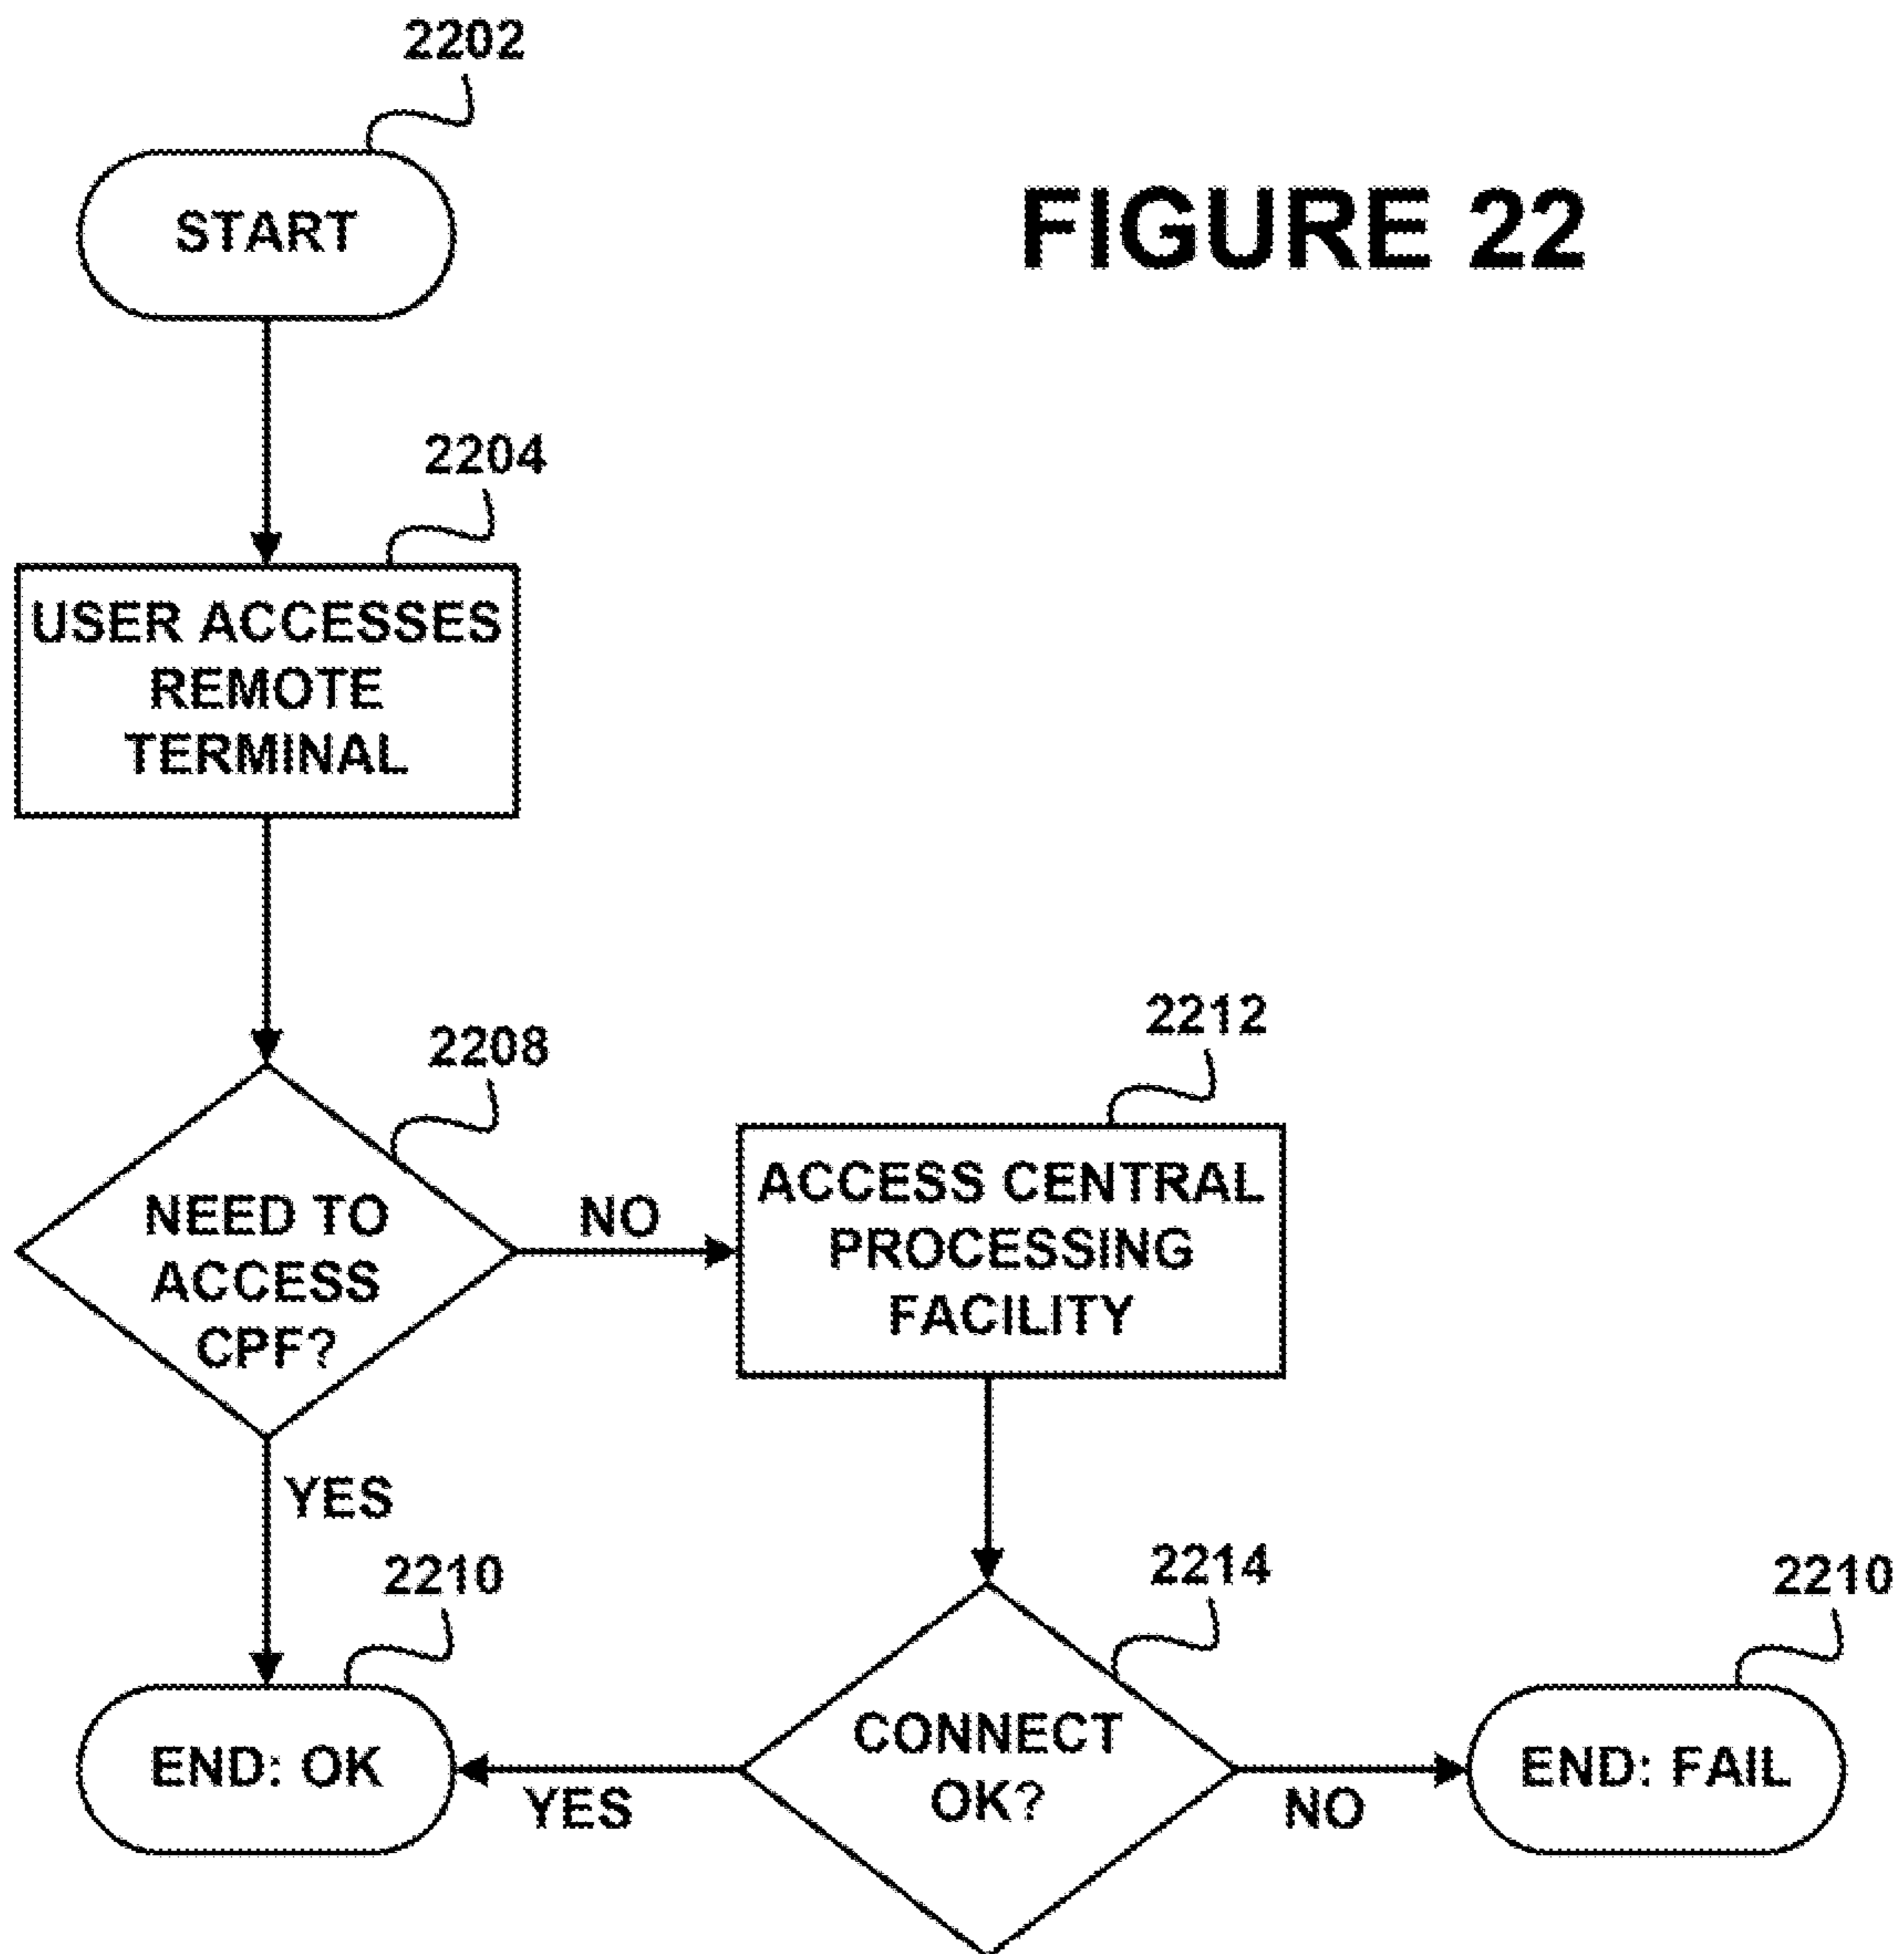 2202
START
FIGURE 22
2204
USER ACCESSES
REMOTE
TERMINAL
2208
NEED TO
ACCESS
CPF?
NO
2212
ACCESS CENTRAL
PROCESSING
FACILITY
YES
2210
END: OK
YES
2214
CONNECT
OK?
NO
2210
END: FAIL